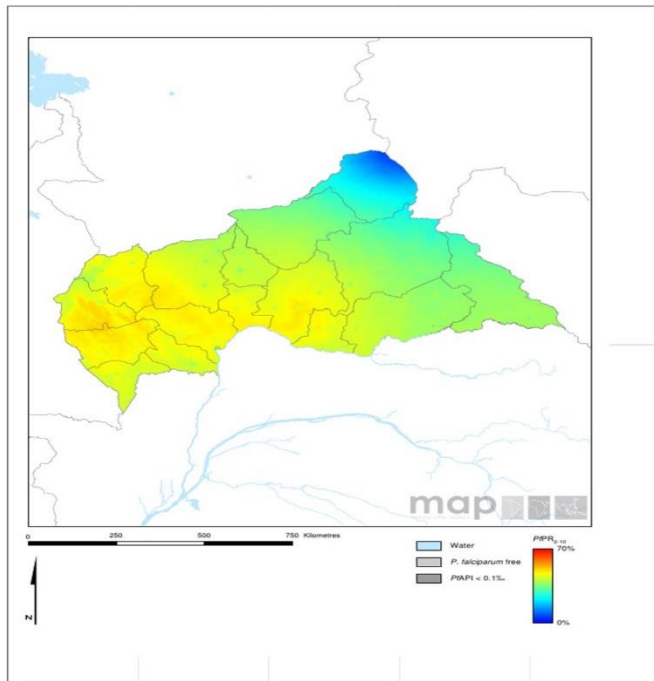 map
0 250 500 750 Kilometres
Water
P. falciparum free
PfAPI < 0.1‰
PfPR2-10
70%
0%
N